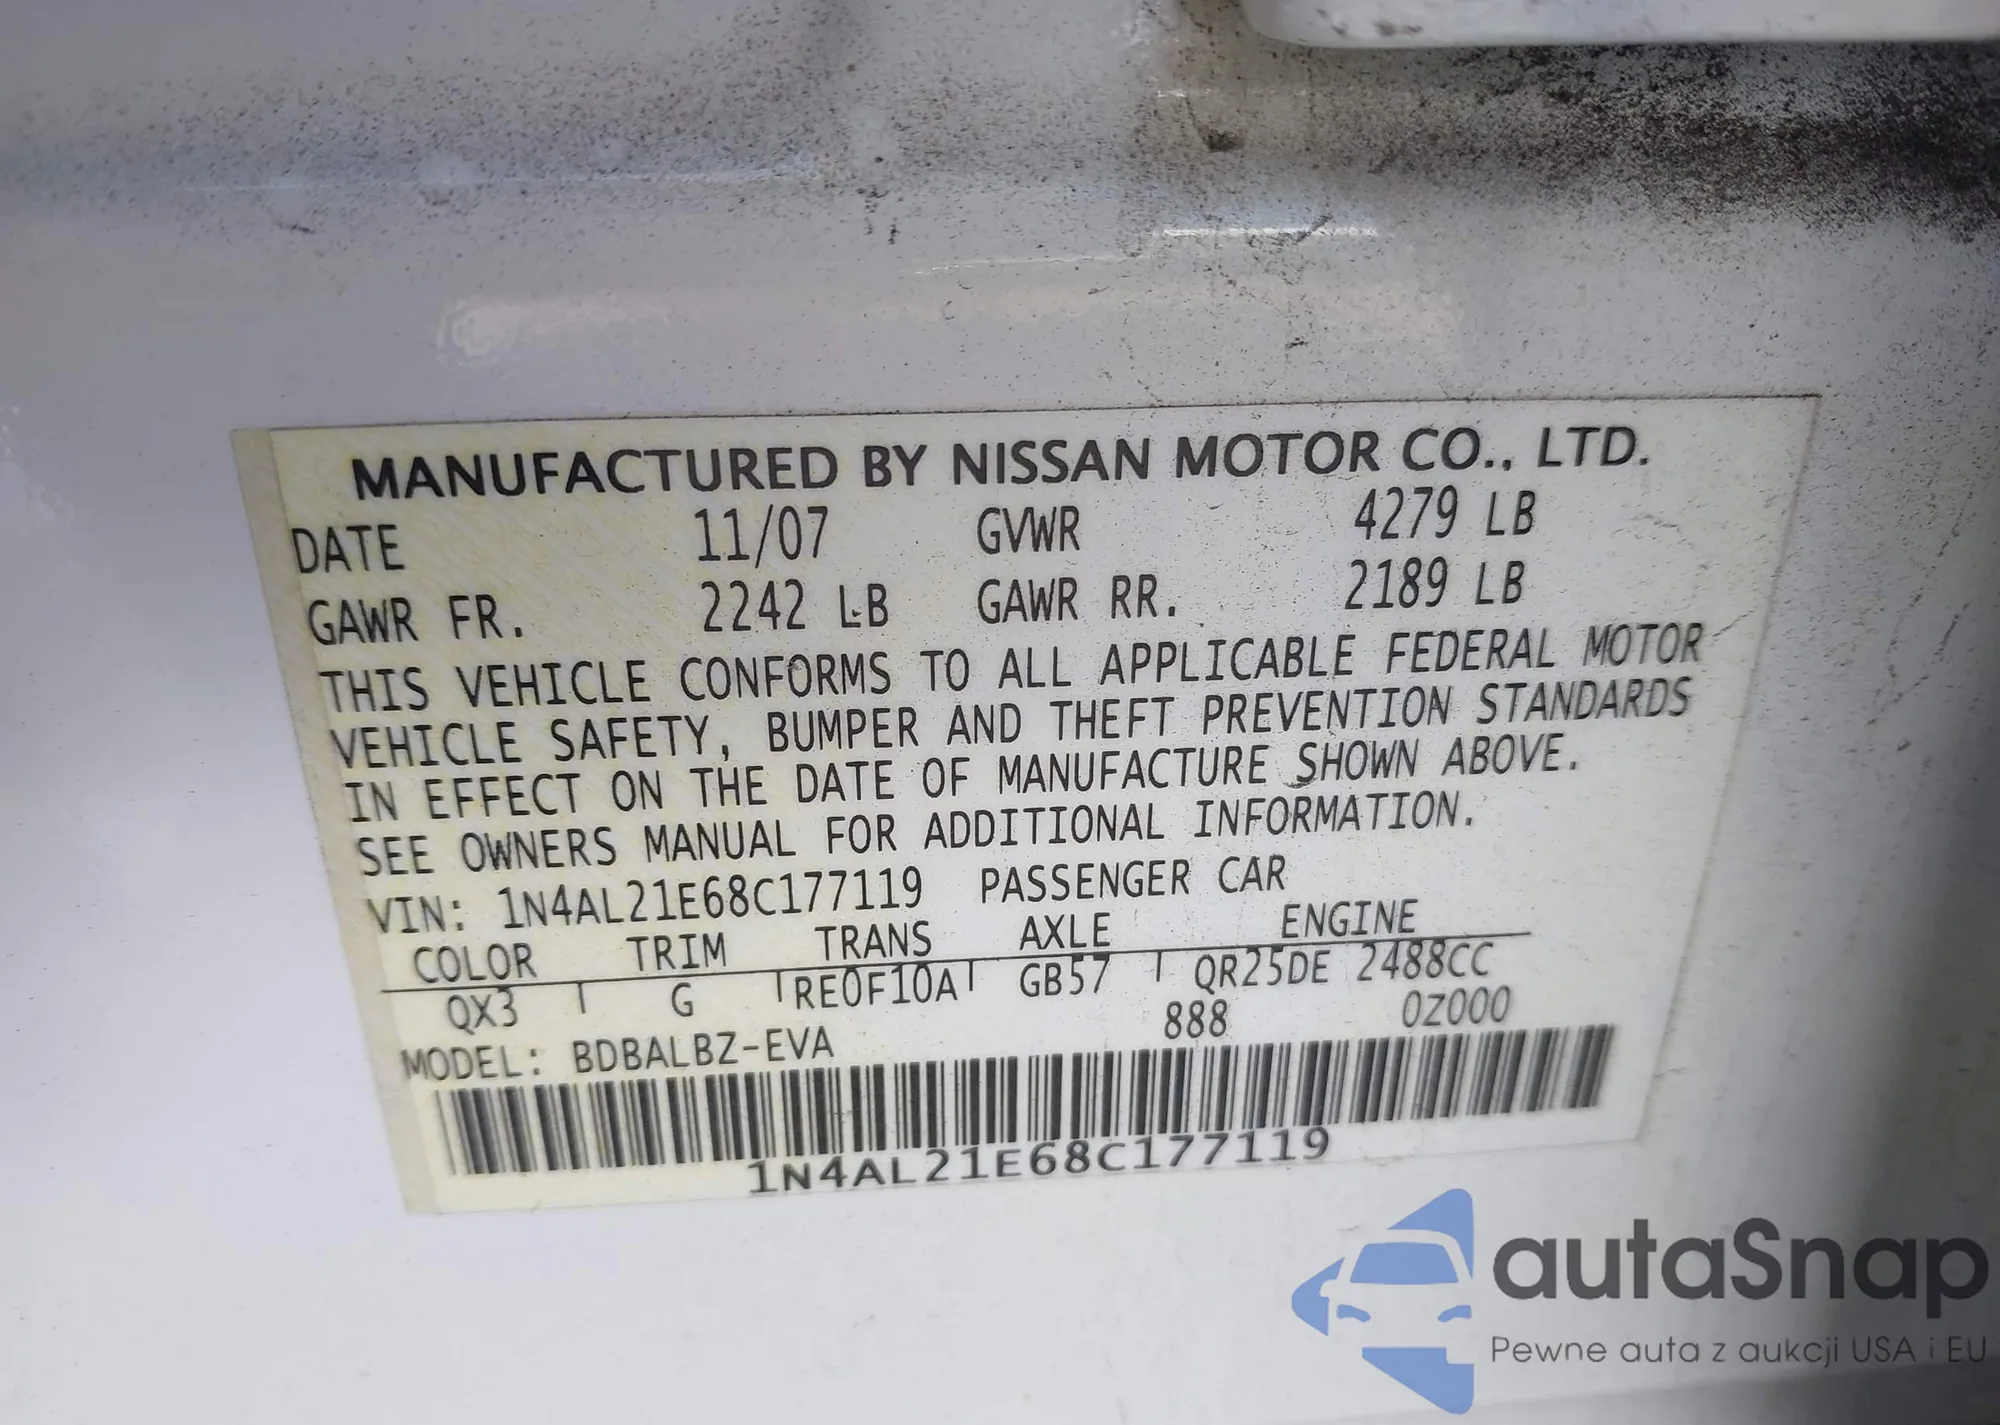 MANUFACTURED BY NISSAN MOTOR CO., LTD.
DATE 11/07 GVWR 4279 LB
GAWR FR. 2242 LB GAWR RR. 2189 LB
THIS VEHICLE CONFORMS TO ALL APPLICABLE FEDERAL MOTOR
VEHICLE SAFETY, BUMPER AND THEFT PREVENTION STANDARDS
IN EFFECT ON THE DATE OF MANUFACTURE SHOWN ABOVE.
SEE OWNERS MANUAL FOR ADDITIONAL INFORMATION.
VIN: 1N4AL21E68C177119 PASSENGER CAR
COLOR TRIM TRANS AXLE ENGINE
QX3 G RE0F10A GB57 QR25DE 2488CC
MODEL: BDBALBZ-EVA 888 0Z000
1N4AL21E68C177119
autaSnap
Pewne auta z aukcji USA i EU